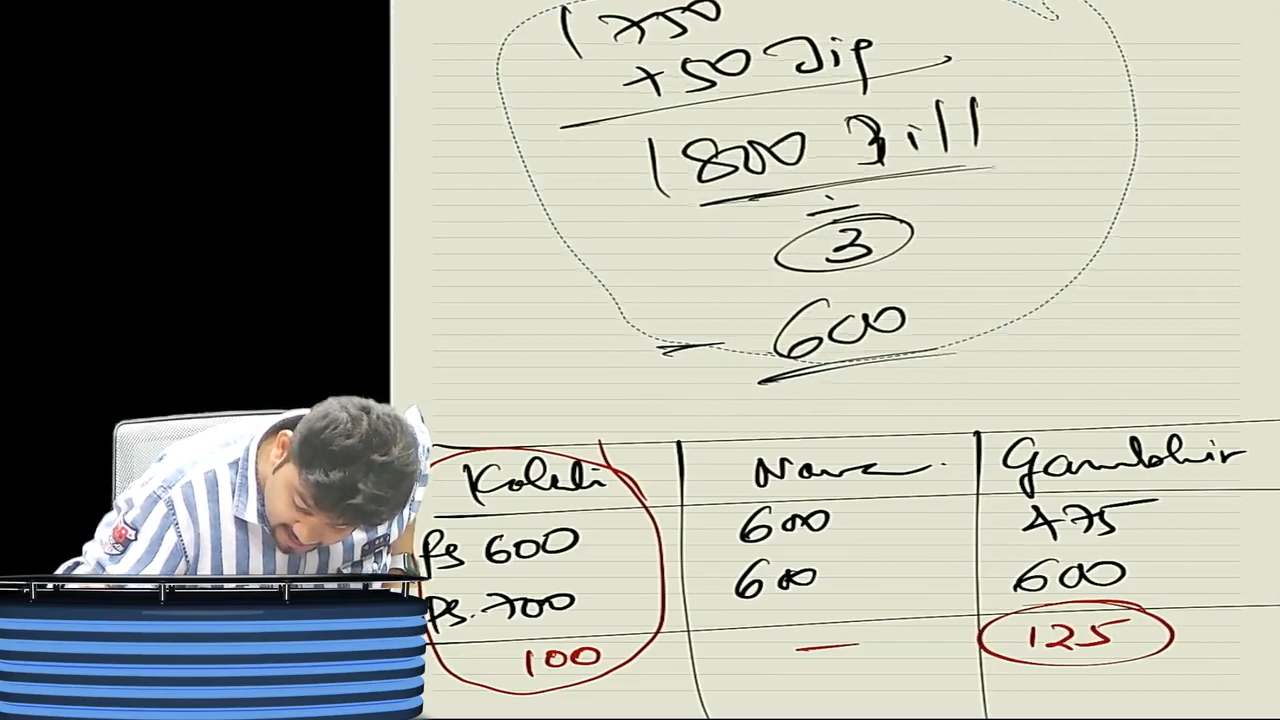 1750
+50 Tip
1800 Bill
÷
3
600
Kohli | Nava. | Gambhir
Rs 600 | 600 | 475
Rs. 700 | 600 | 600
100 | — | 125